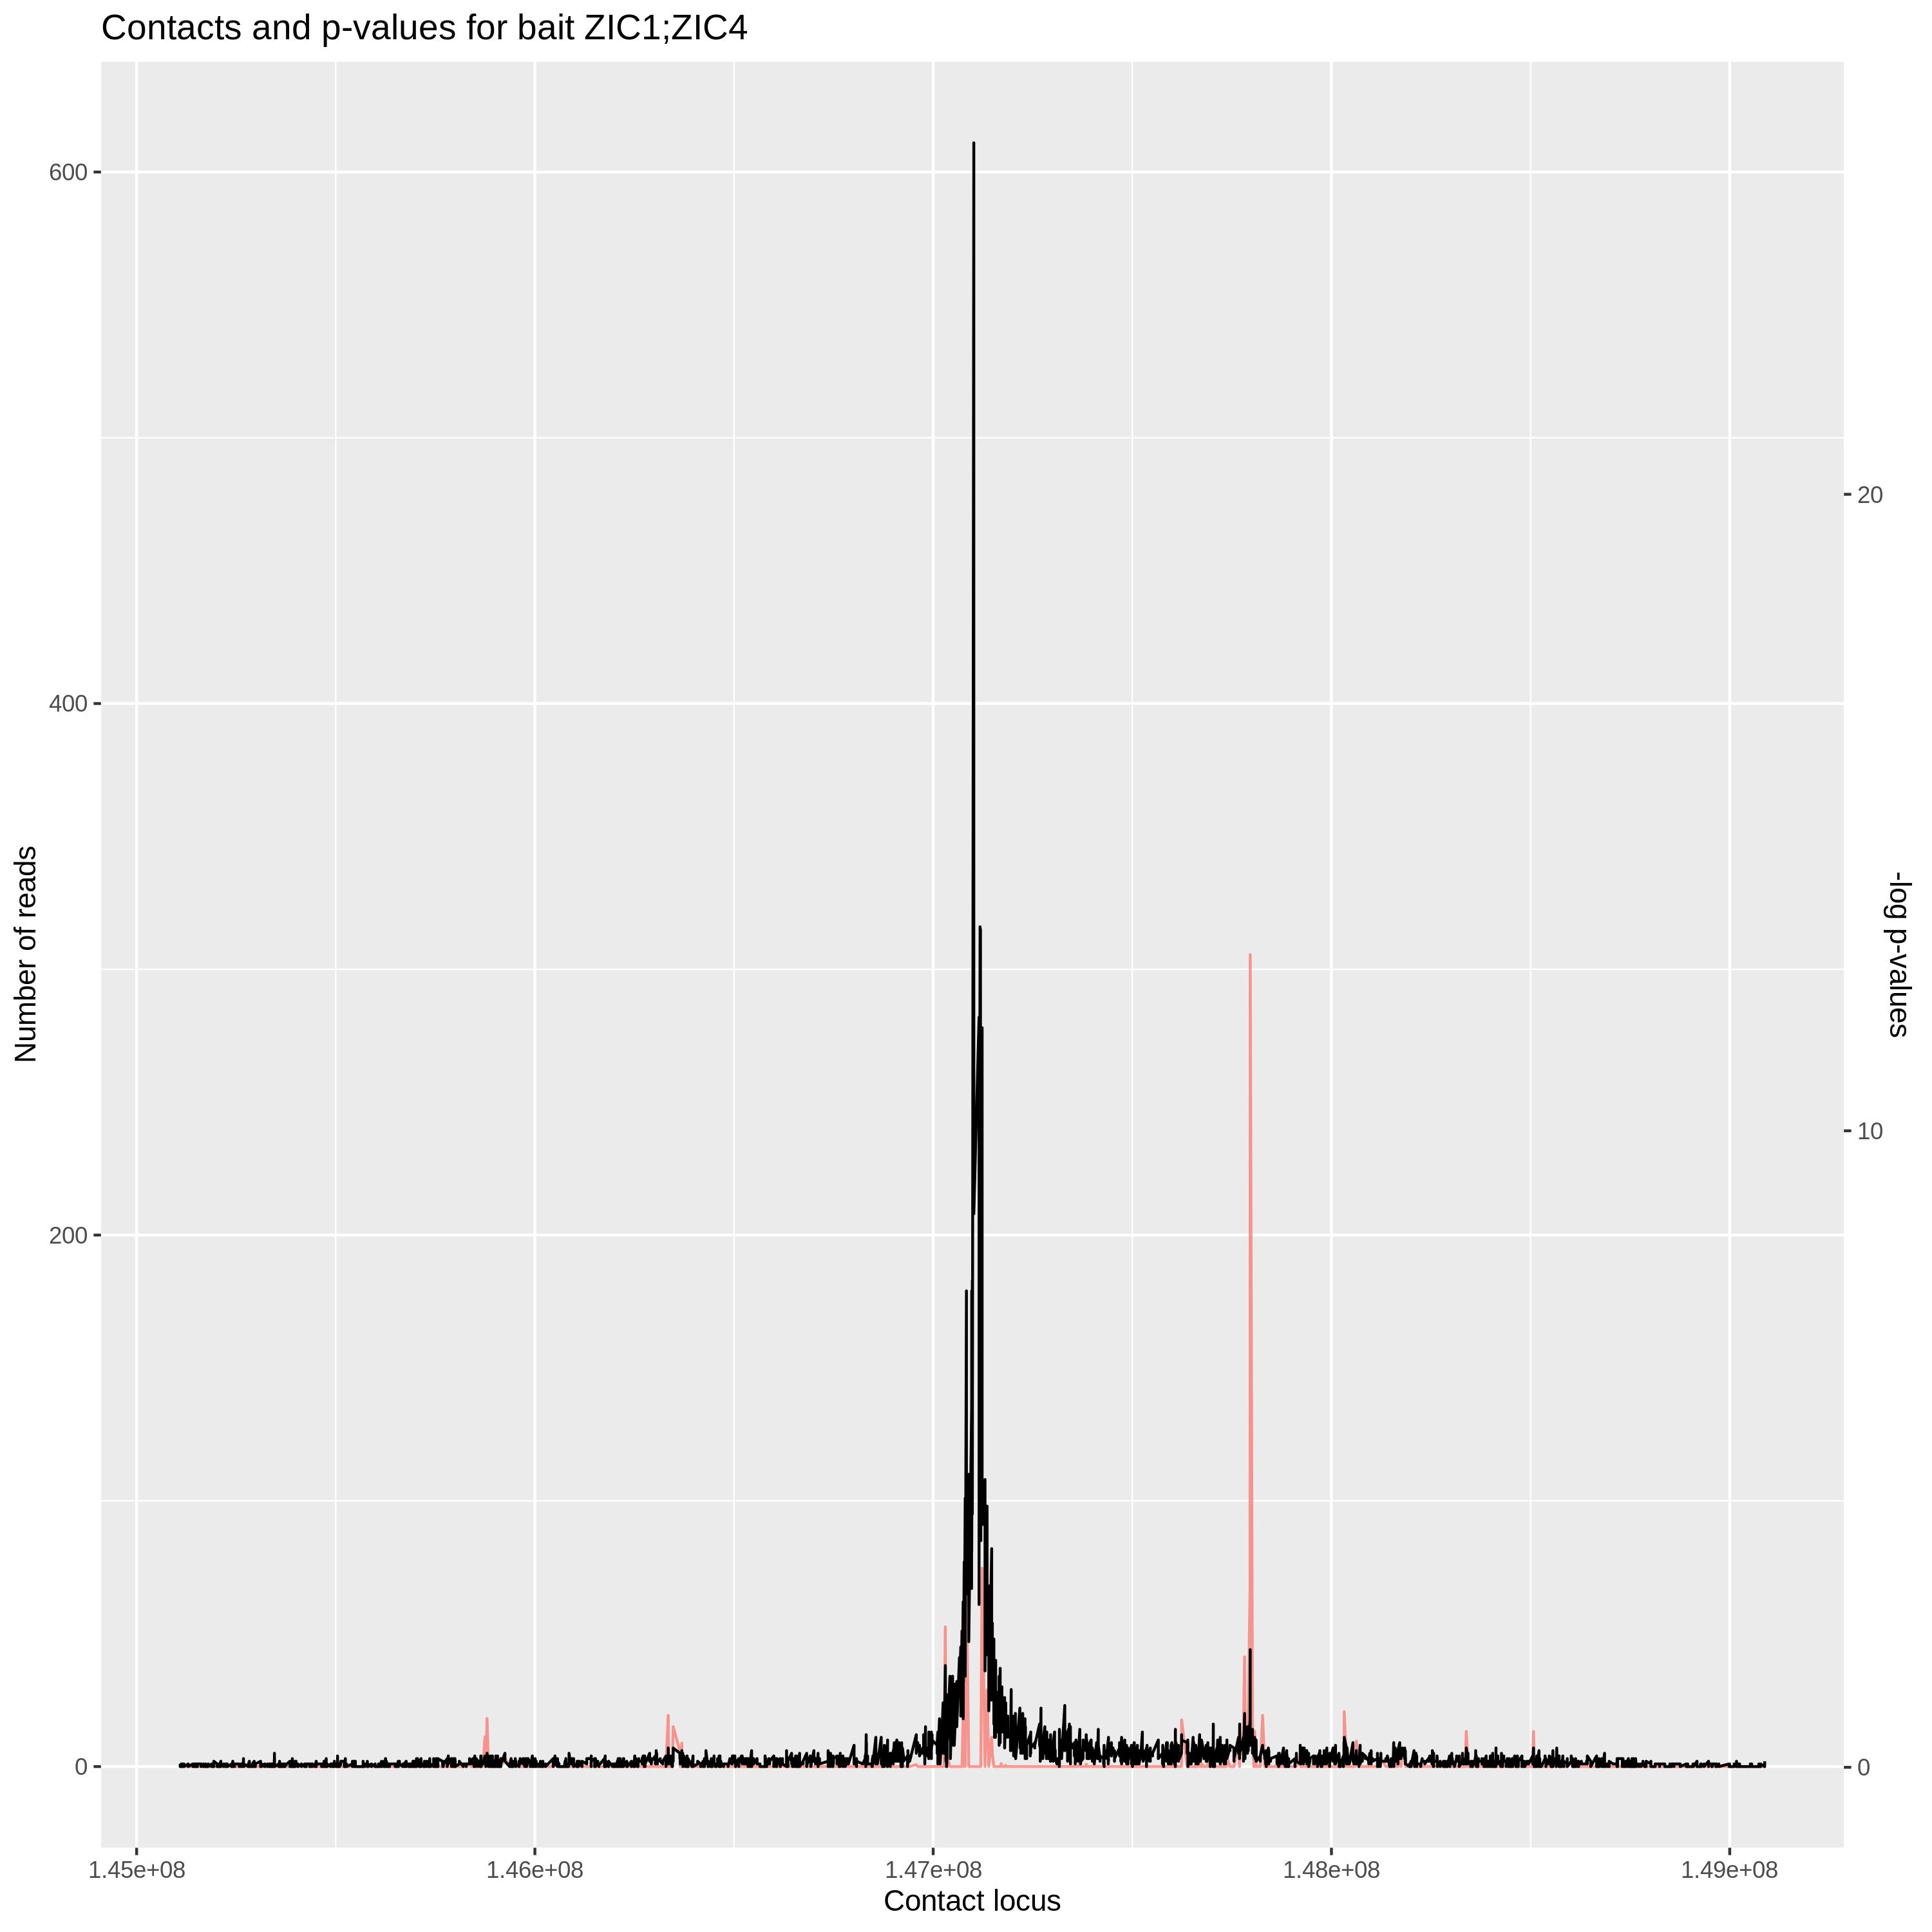 Contacts and p-values for bait ZIC1;ZIC4
600
400
200
0
Number of reads
20
10
0
-log p-values
1.45e+08 1.46e+08 1.47e+08 1.48e+08 1.49e+08
Contact locus